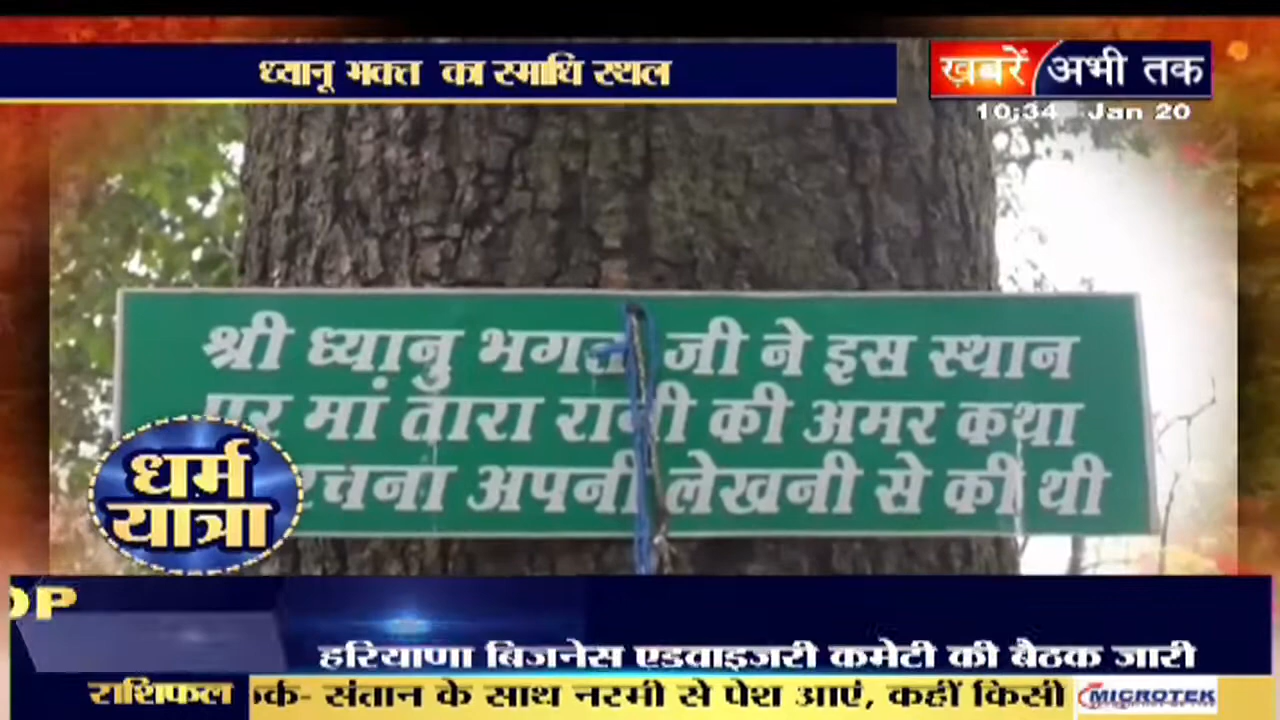 ध्यानू भक्त का स्माधि स्थल
ख़बरें अभी तक
10:34 Jan 20
श्री ध्यानु भगत जी ने इस स्थान
पर मां तारा रानी की अमर कथा
रचना अपनी लेखनी से कीं थी
धर्म
यात्रा
OP
हरियाणा बिजनेस एडवाइजरी कमेटी की बैठक जारी
राशिफल
र्क- संतान के साथ नरमी से पेश आएं, कहीं किसी
MICROTEK